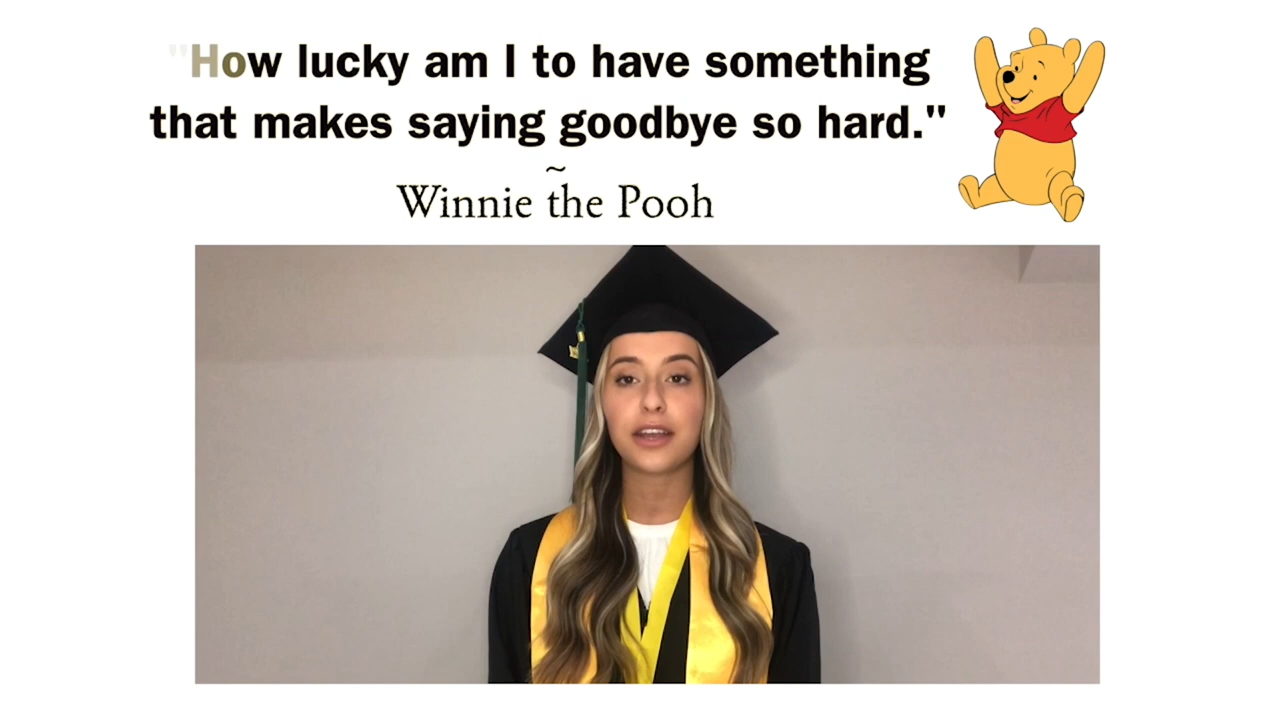 "How lucky am I to have something
that makes saying goodbye so hard."
~
Winnie the Pooh